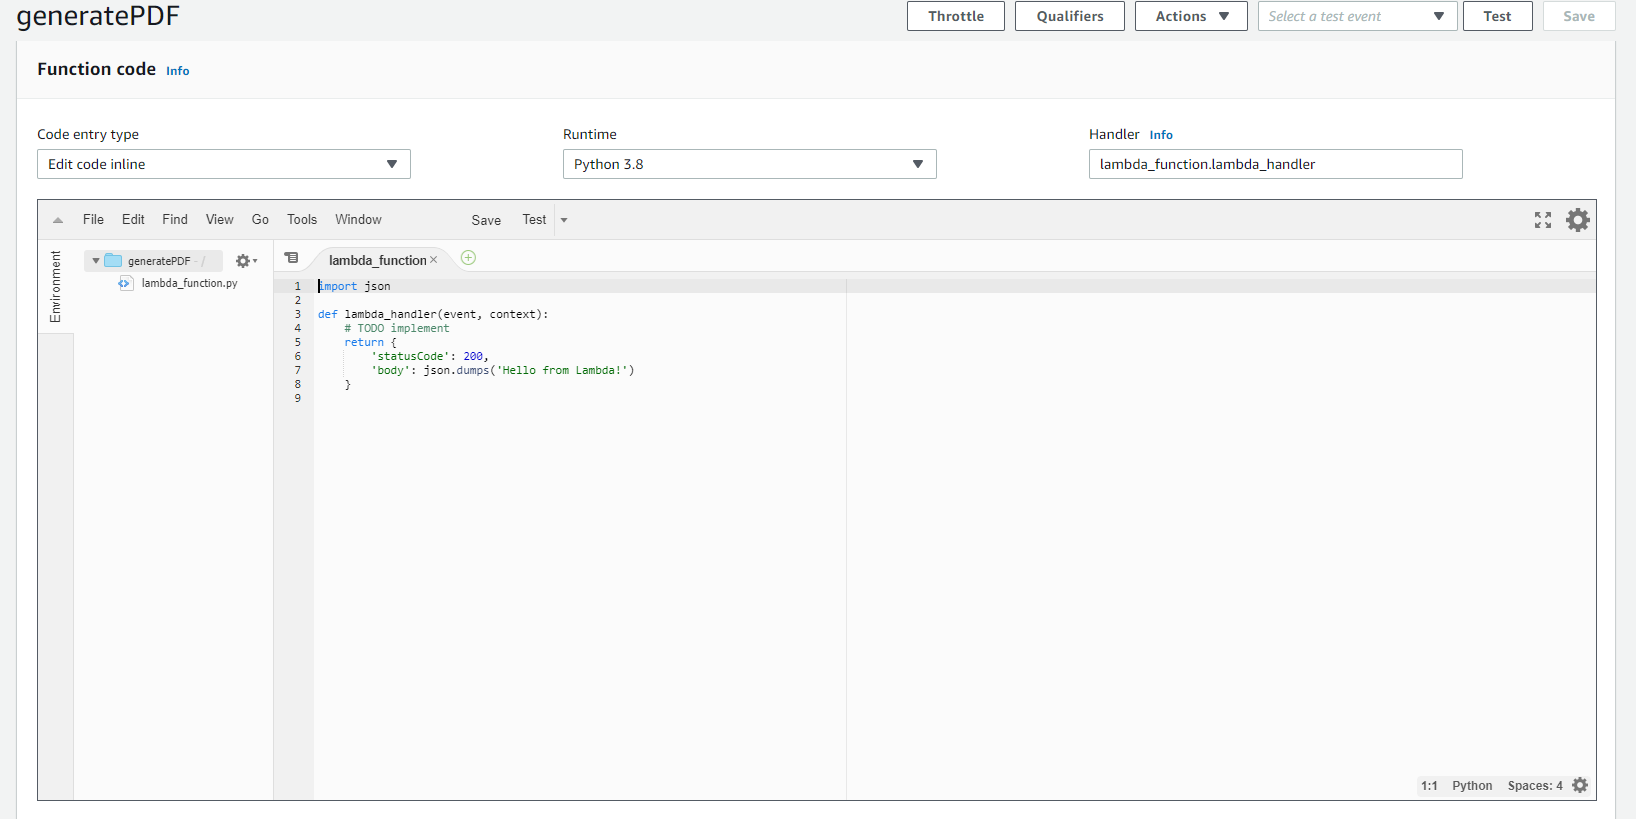 generatePDF
Throttle Qualifiers Actions Select a test event Test Save
Function code Info
Code entry type Runtime Handler Info
Edit code inline Python 3.8 lambda_function.lambda_handler
File Edit Find View Go Tools Window Save Test
Environment
generatePDF - /
lambda_function.py
lambda_function ×
1 import json
2
3 def lambda_handler(event, context):
4 # TODO implement
5 return {
6 'statusCode': 200,
7 'body': json.dumps('Hello from Lambda!')
8 }
9
1:1 Python Spaces: 4